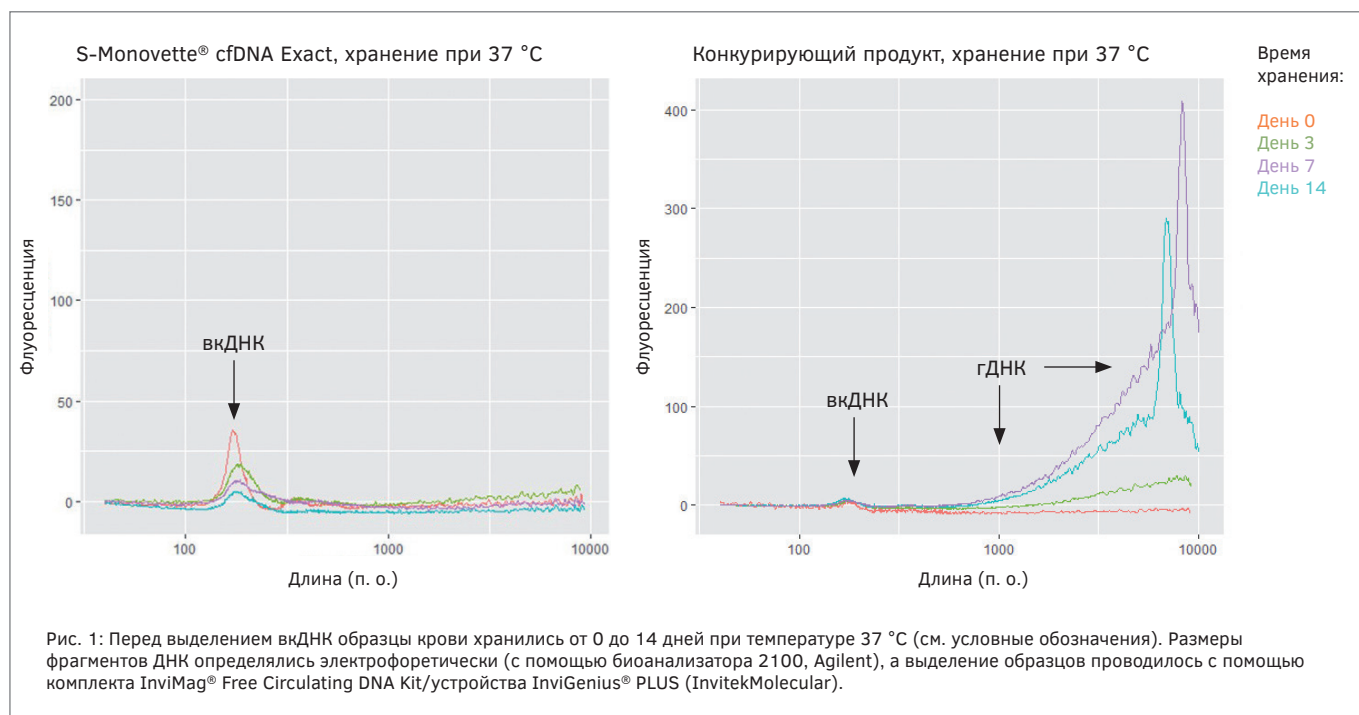 S-Monovette® cfDNA Exact, хранение при 37 °C
200
150
100
50
0
Флуоресценция
вкДНК
100
1000
10000
Длина (п. о.)
Конкурирующий продукт, хранение при 37 °C
400
300
200
100
0
Флуоресценция
вкДНК
гДНК
100
1000
10000
Длина (п. о.)
Время
хранения:
День 0
День 3
День 7
День 14
Рис. 1: Перед выделением вкДНК образцы крови хранились от 0 до 14 дней при температуре 37 °C (см. условные обозначения). Размеры
фрагментов ДНК определялись электрофоретически (с помощью биоанализатора 2100, Agilent), а выделение образцов проводилось с помощью
комплекта InviMag® Free Circulating DNA Kit/устройства InviGenius® PLUS (InvitekMolecular).